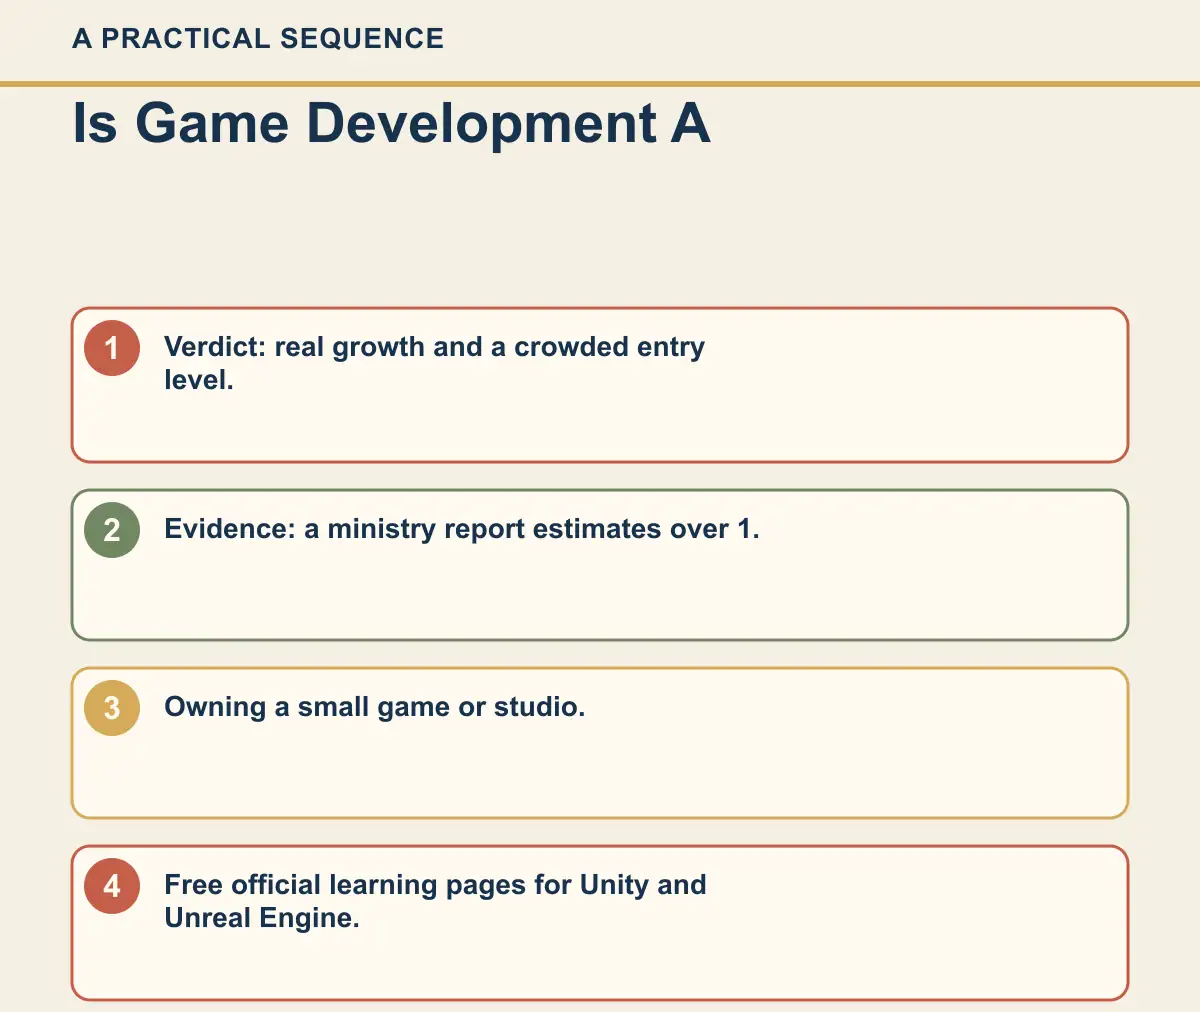 A PRACTICAL SEQUENCE
Is Game Development A
1
Verdict: real growth and a crowded entry
level.
2
Evidence: a ministry report estimates over 1.
3
Owning a small game or studio.
4
Free official learning pages for Unity and
Unreal Engine.